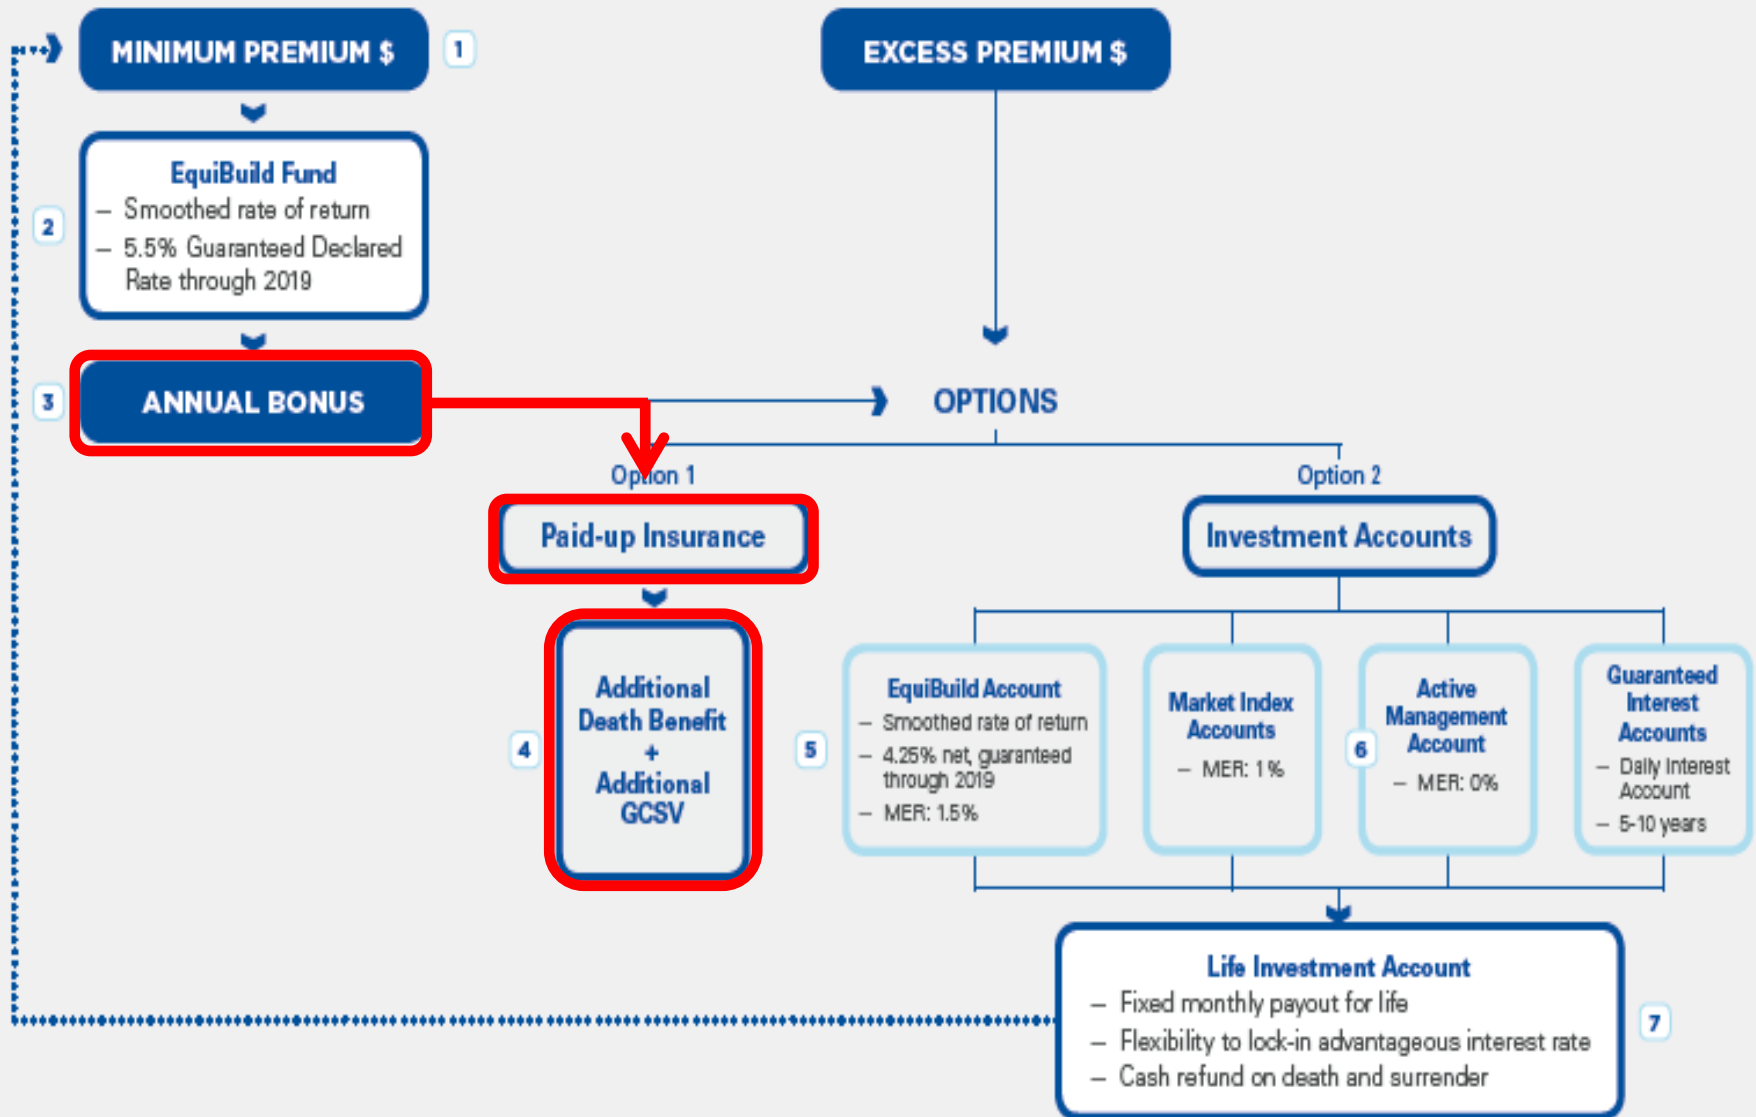 MINIMUM PREMIUM $
1
EXCESS PREMIUM $
EquiBuild Fund
– Smoothed rate of return
– 5.5% Guaranteed Declared
Rate through 2019
2
3
ANNUAL BONUS
OPTIONS
Option 1
Option 2
Paid-up Insurance
Investment Accounts
4
Additional
Death Benefit
+
Additional
GCSV
5
EquiBuild Account
– Smoothed rate of return
– 4.25% net, guaranteed
through 2019
– MER: 1.5%
Market Index
Accounts
– MER: 1%
6
Active
Management
Account
– MER: 0%
Guaranteed
Interest
Accounts
– Daily Interest
Account
– 5-10 years
Life Investment Account
– Fixed monthly payout for life
– Flexibility to lock-in advantageous interest rate
– Cash refund on death and surrender
7